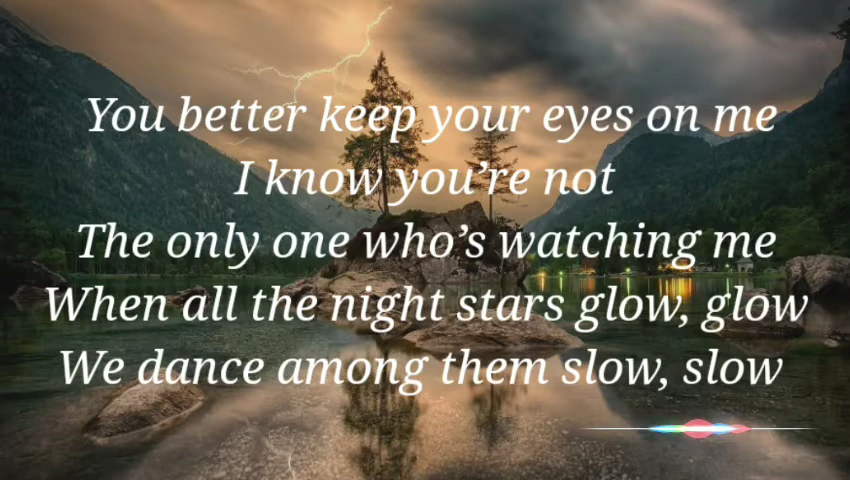 You better keep your eyes on me
I know you’re not
The only one who’s watching me
When all the night stars glow, glow
We dance among them slow, slow